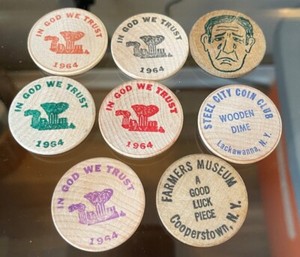 IN GOD WE TRUST
1964
IN GOD WE TRUST
1964
IN GOD WE TRUST
1964
IN GOD WE TRUST
1964
STEEL CITY COIN CLUB
WOODEN
DIME
Lackawanna, N.Y.
IN GOD WE TRUST
1964
FARMERS MUSEUM
A
GOOD
LUCK
PIECE
Cooperstown, N.Y.